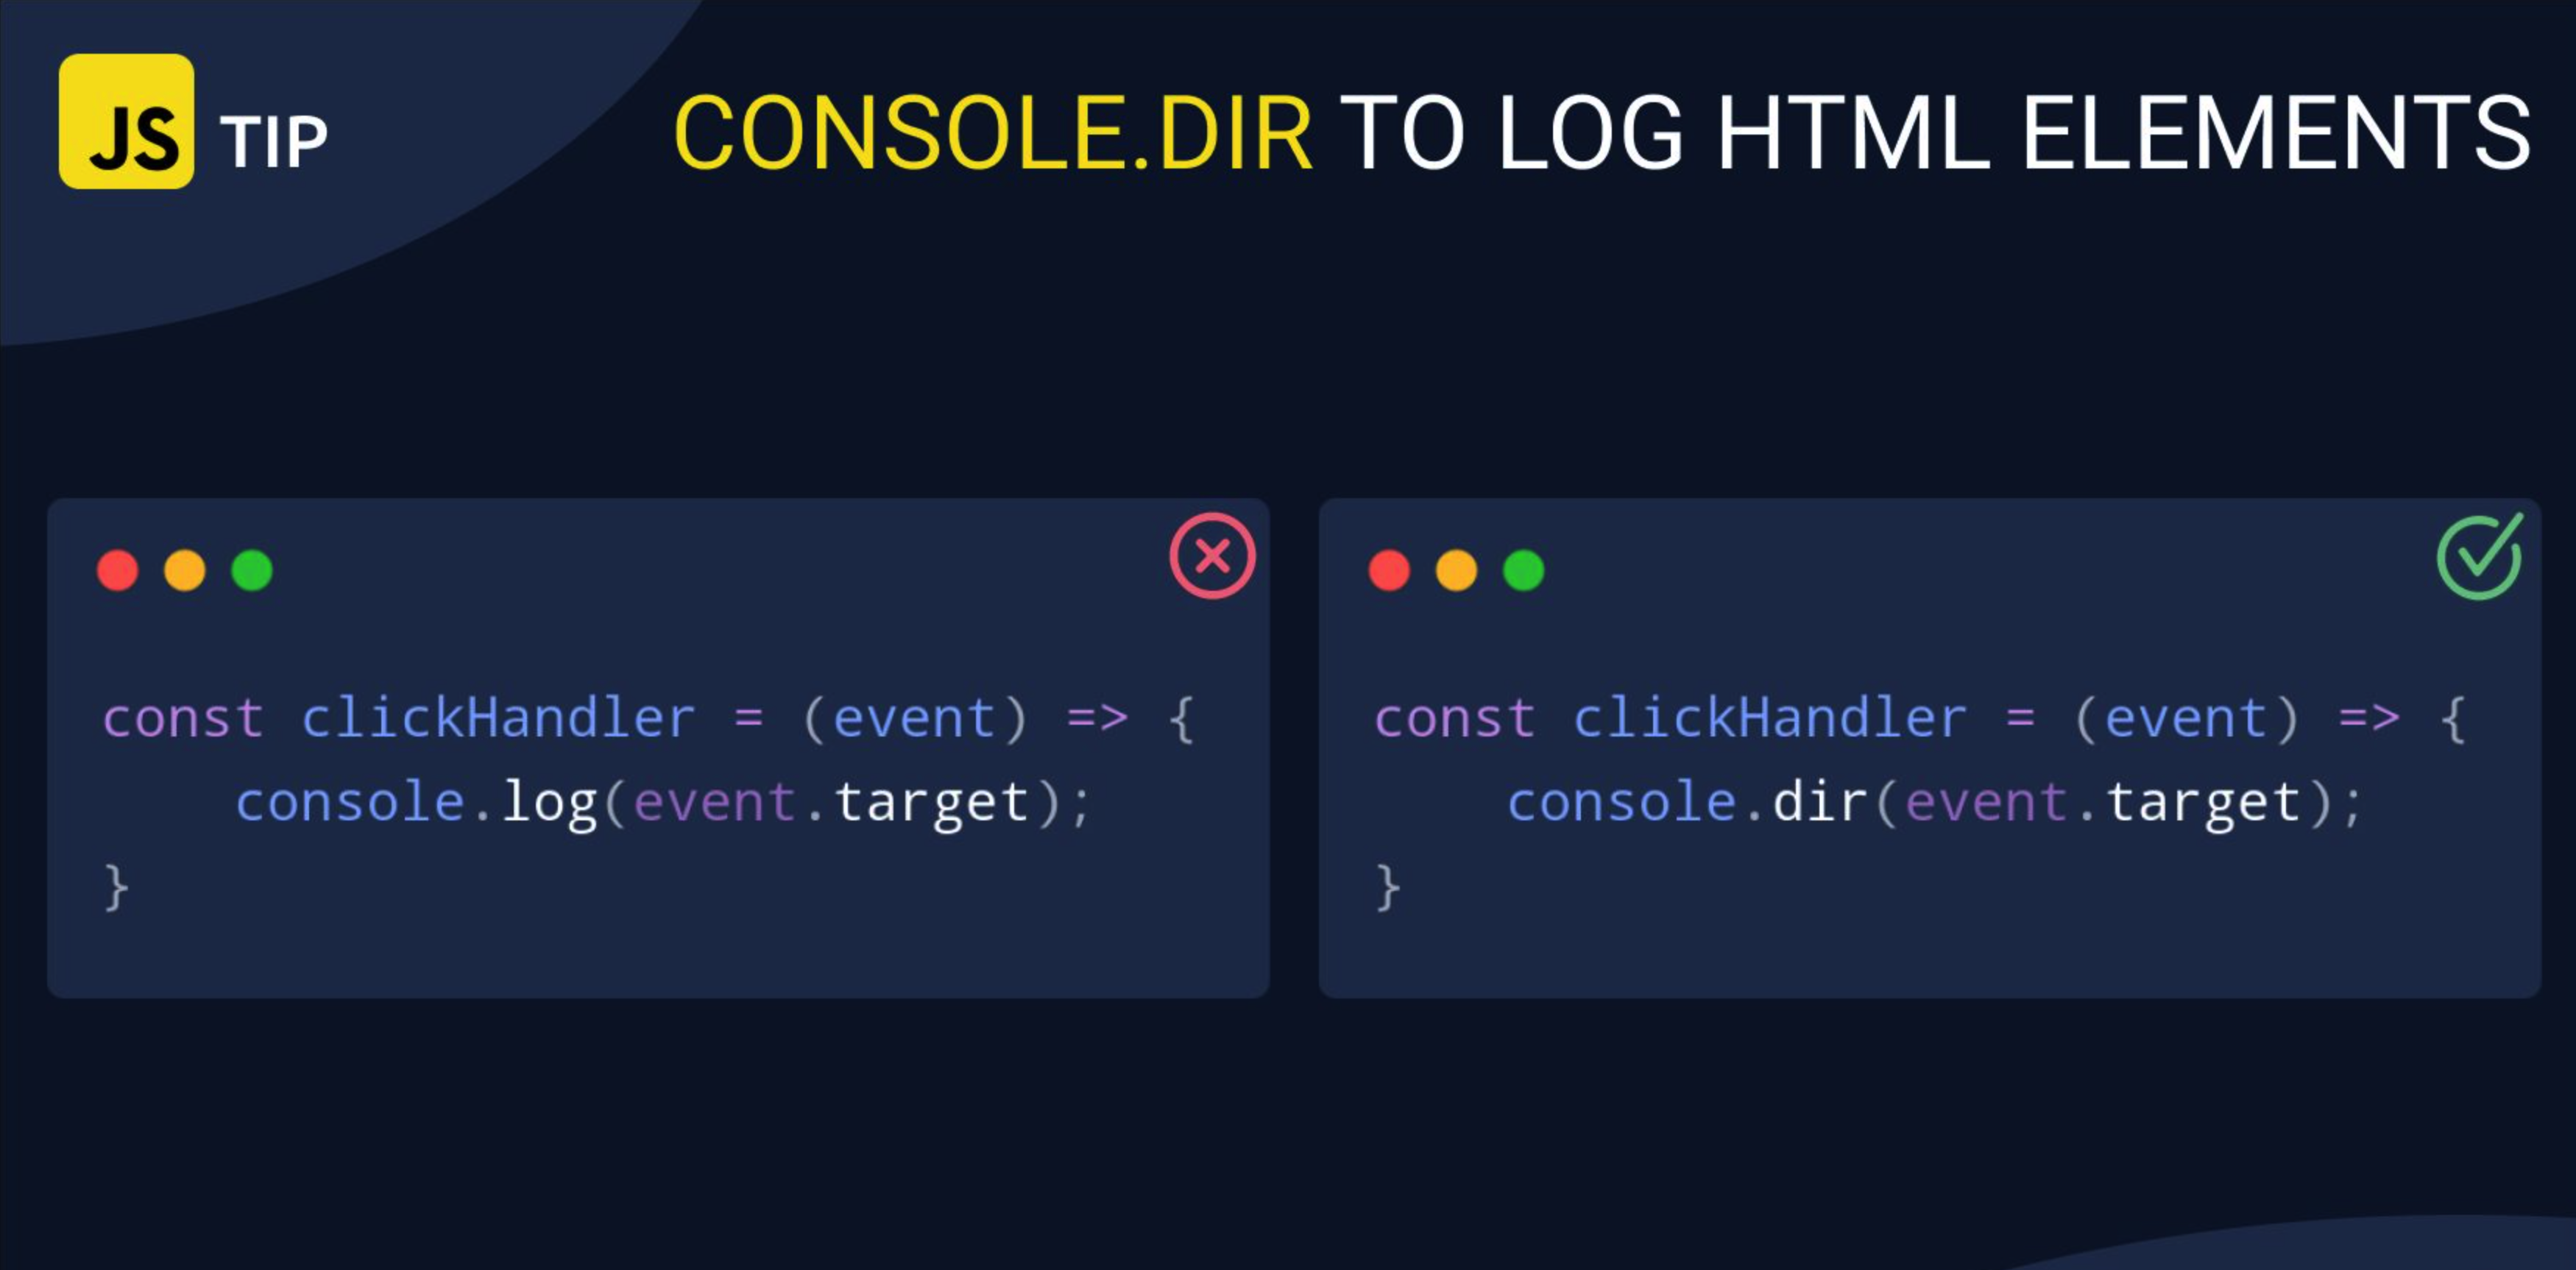 JS TIP
CONSOLE.DIR TO LOG HTML ELEMENTS
const clickHandler = (event) => {
    console.log(event.target);
}
const clickHandler = (event) => {
    console.dir(event.target);
}